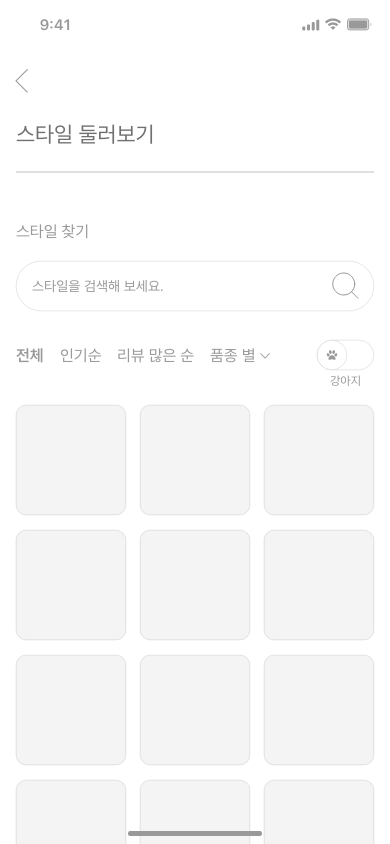 9:41
스타일 둘러보기
스타일 찾기
스타일을 검색해 보세요.
전체 인기순 리뷰 많은 순 품종 별
강아지